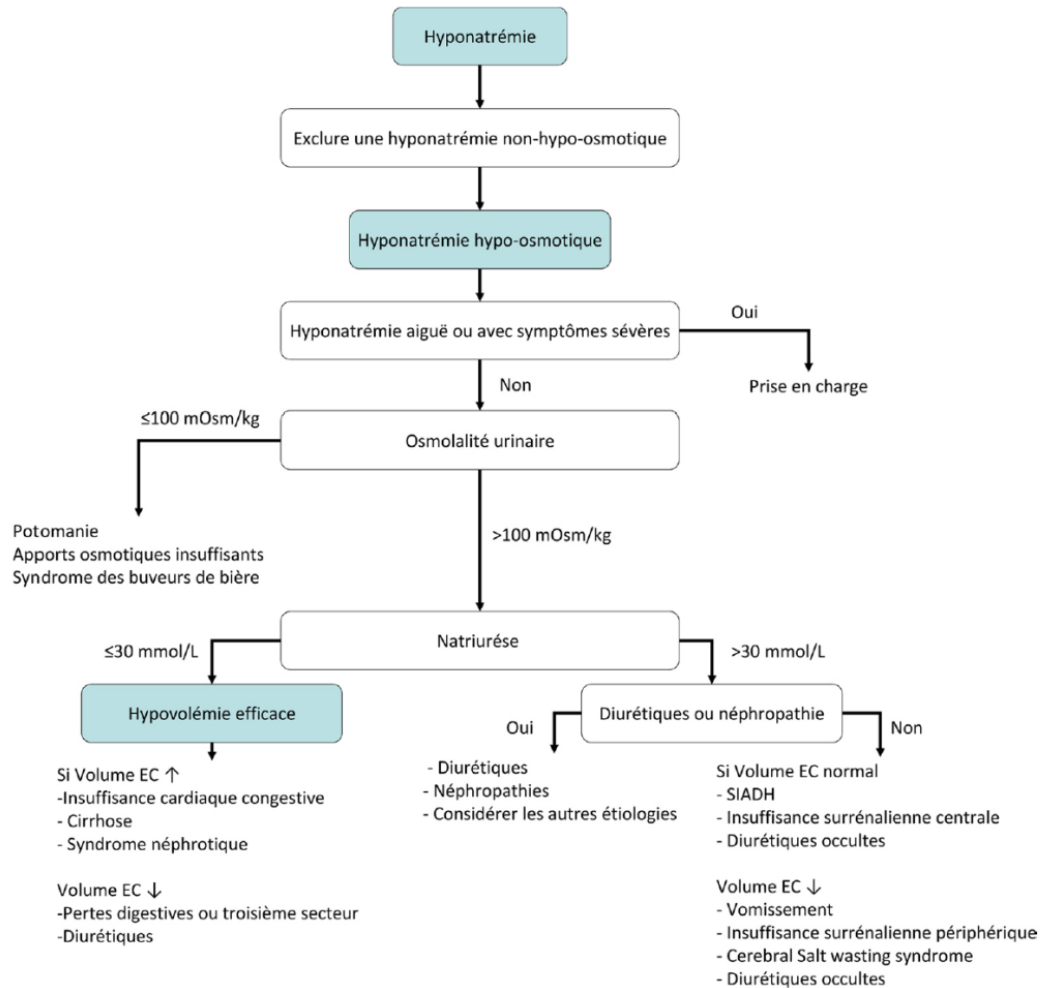 Hyponatrémie
Exclure une hyponatrémie non-hypo-osmotique
Hyponatrémie hypo-osmotique
Hyponatrémie aiguë ou avec symptômes sévères
Oui
Prise en charge
Non
≤100 mOsm/kg
Osmolalité urinaire
Potomanie
Apports osmotiques insuffisants
Syndrome des buveurs de bière
>100 mOsm/kg
Natriurése
≤30 mmol/L
>30 mmol/L
Hypovolémie efficace
Diurétiques ou néphropathie
Oui
Non
Si Volume EC ↑
-Insuffisance cardiaque congestive
- Cirrhose
- Syndrome néphrotique
Volume EC ↓
-Pertes digestives ou troisième secteur
-Diurétiques
- Diurétiques
- Néphropathies
- Considérer les autres étiologies
Si Volume EC normal
- SIADH
- Insuffisance surrénalienne centrale
- Diurétiques occultes
Volume EC ↓
- Vomissement
- Insuffisance surrénalienne périphérique
- Cerebral Salt wasting syndrome
- Diurétiques occultes